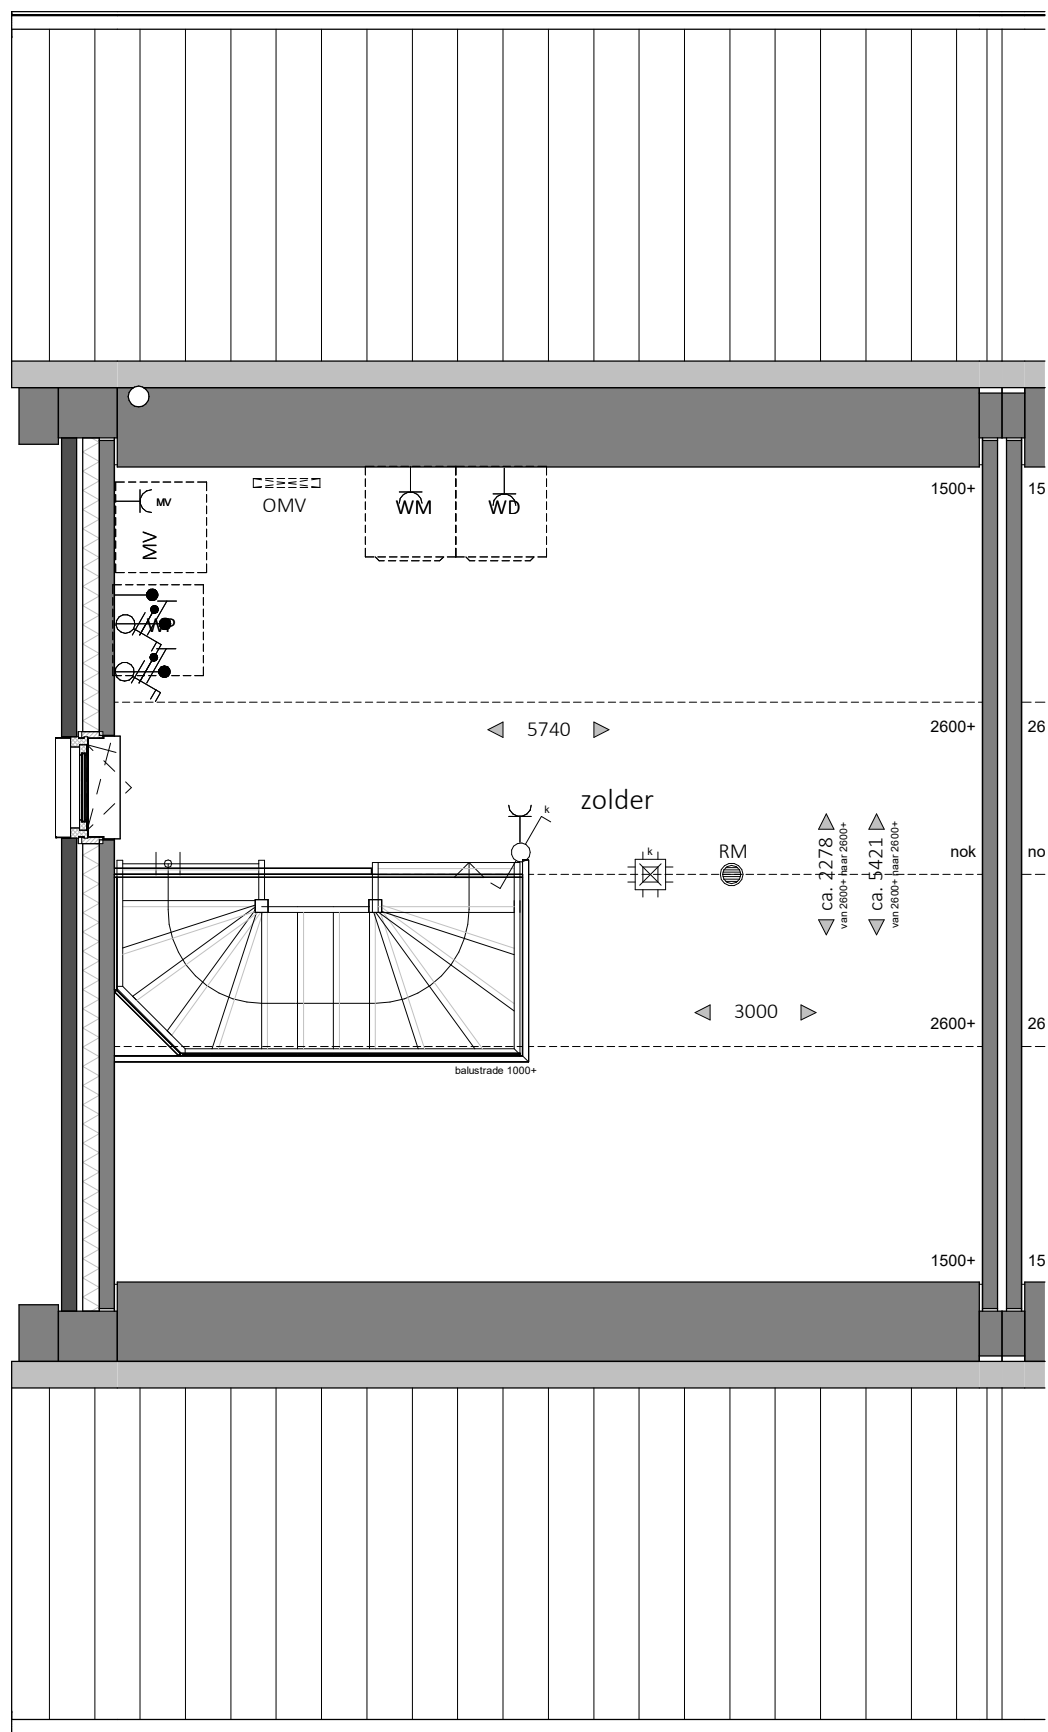 1500+
15
MV
MV
OMV
WM
WD
WP
5740
2600+
26
zolder
k
k
RM
nok
no
ca. 2278
van 2600+ naar 2600+
ca. 5421
van 2600+ naar 2600+
3000
2600+
26
balustrade 1000+
1500+
15